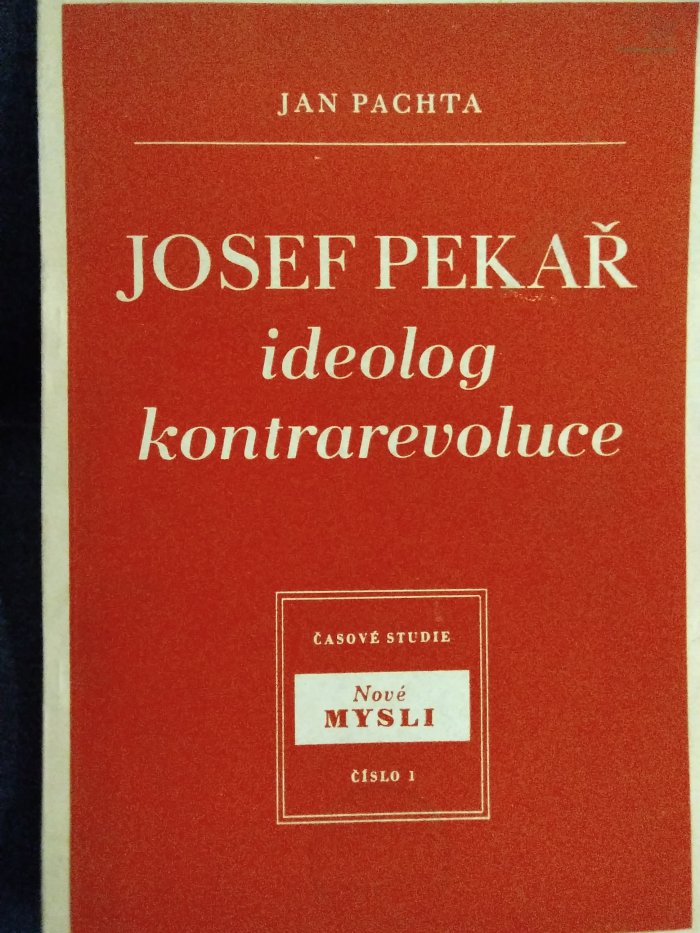 JAN PACHTA
JOSEF PEKAŘ
ideolog
kontrarevoluce
ČASOVÉ STUDIE
Nové
MYSLI
ČÍSLO 1